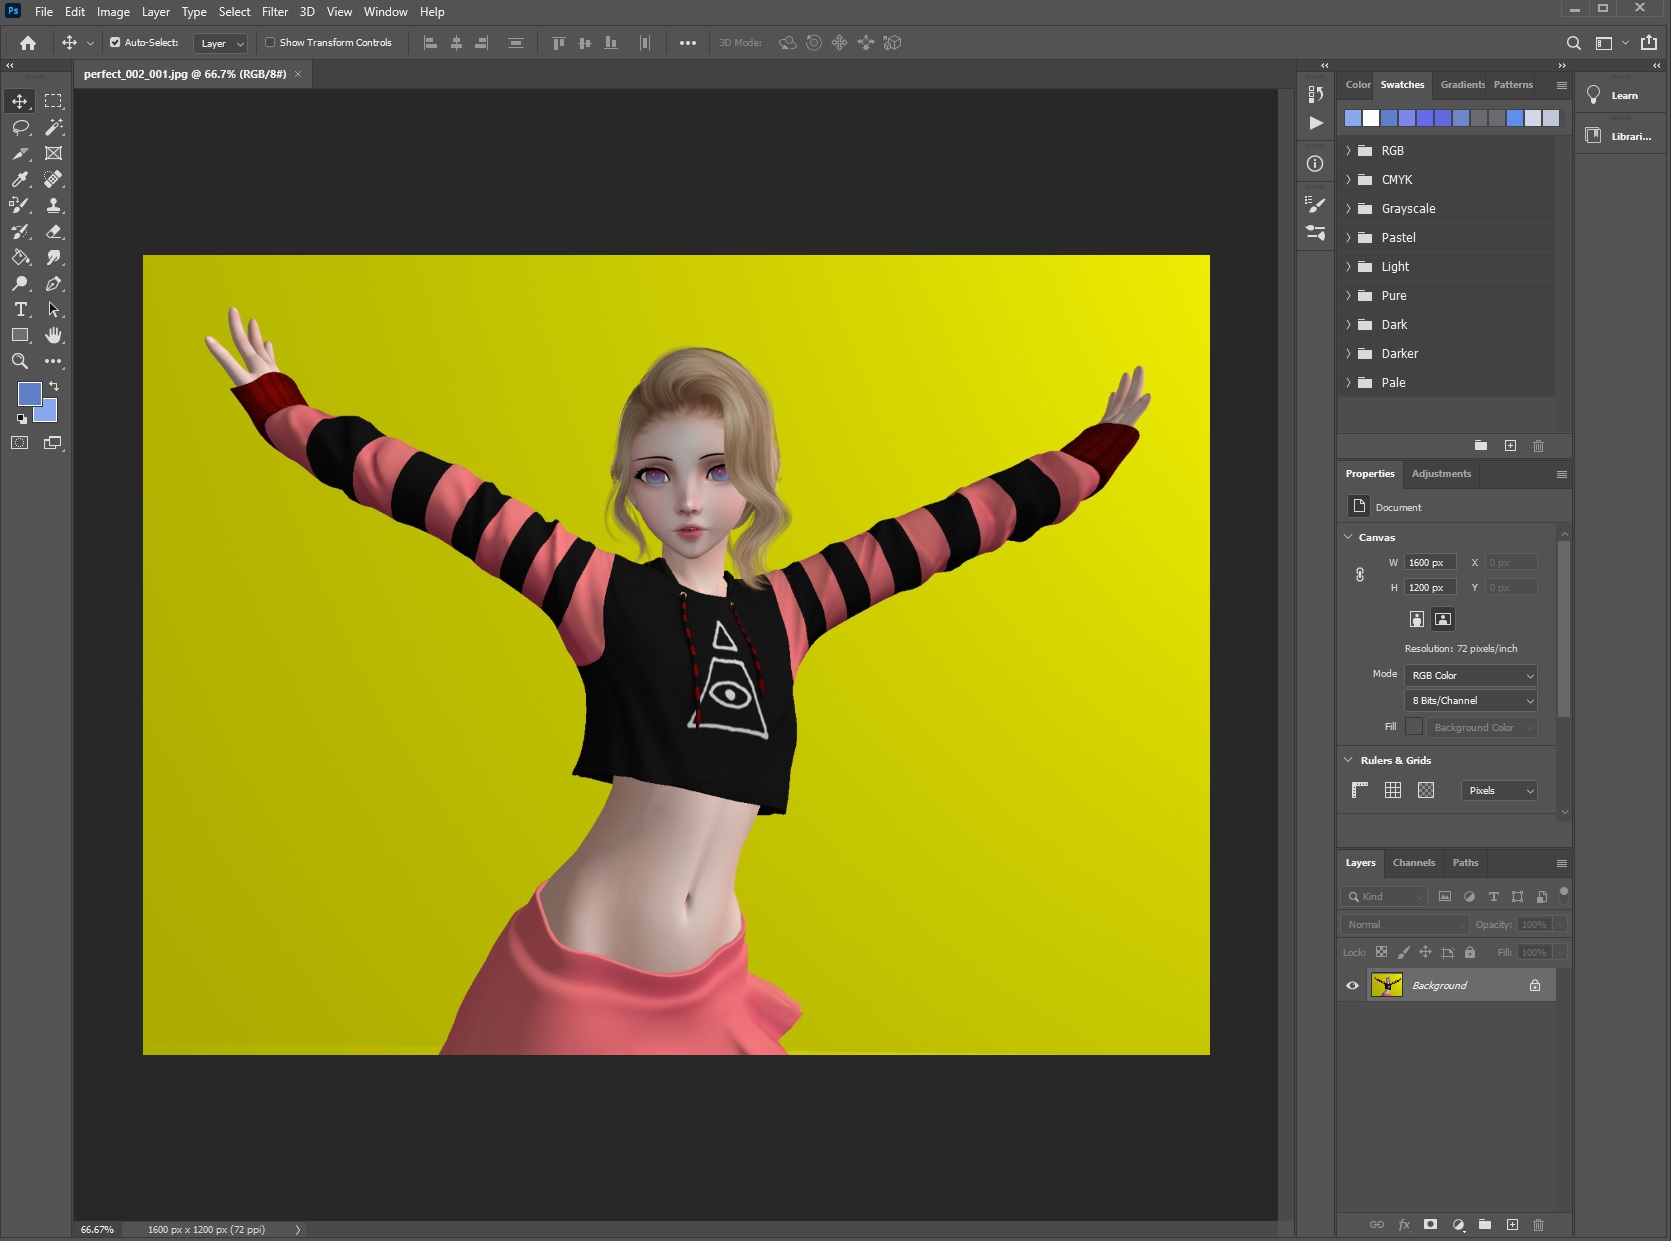 Ps File Edit Image Layer Type Select Filter 3D View Window Help
Auto-Select: Layer Show Transform Controls 3D Mode:
perfect_002_001.jpg @ 66.7% (RGB/8#) ×
Color Swatches Gradients Patterns
RGB
CMYK
Grayscale
Pastel
Light
Pure
Dark
Darker
Pale
Learn
Librari...
Properties Adjustments
Document
Canvas
W 1600 px X 0 px
H 1200 px Y 0 px
Resolution: 72 pixels/inch
Mode RGB Color
8 Bits/Channel
Fill Background Color
Rulers & Grids
Pixels
Layers Channels Paths
Kind
Normal Opacity: 100%
Lock: Fill: 100%
Background
fx
66.67% 1600 px x 1200 px (72 ppi)